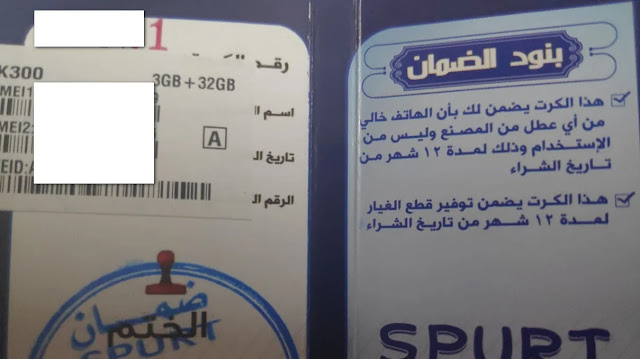 1
رقم
K300
3GB+32GB
MEI1
اسم ا
MEI2:
A
تاريخ ا
EID:A
الرقم ا
ضمان
الختم
SPURT
بنود الضمان
هذا الكرت يضمن لك بأن الهاتف خالي
من أي عطل من المصنع وليس من
الإستخدام وذلك لمدة ١٢ شهر من
تاريخ الشراء
هذا الكرت يضمن توفير قطع الغيار
لمدة ١٢ شهر من تاريخ الشراء
SPURT